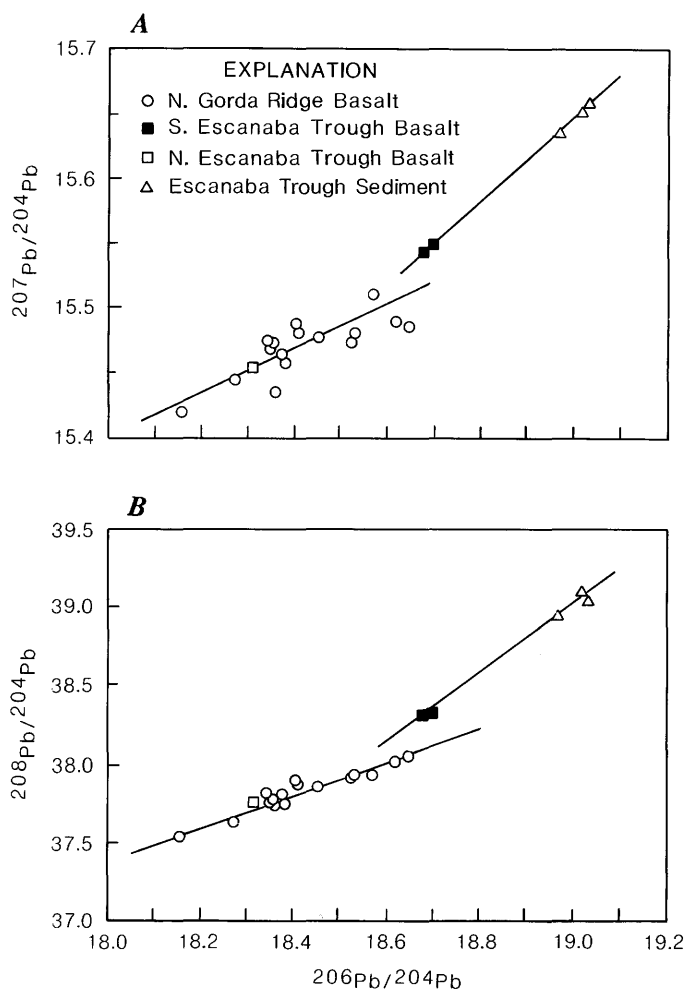 A
15.7
EXPLANATION
N. Gorda Ridge Basalt
S. Escanaba Trough Basalt
N. Escanaba Trough Basalt
Escanaba Trough Sediment
15.6
207Pb/204Pb
15.5
15.4
B
39.5
39.0
38.5
208Pb/204Pb
38.0
37.5
37.0
18.0 18.2 18.4 18.6 18.8 19.0 19.2
206Pb/204Pb